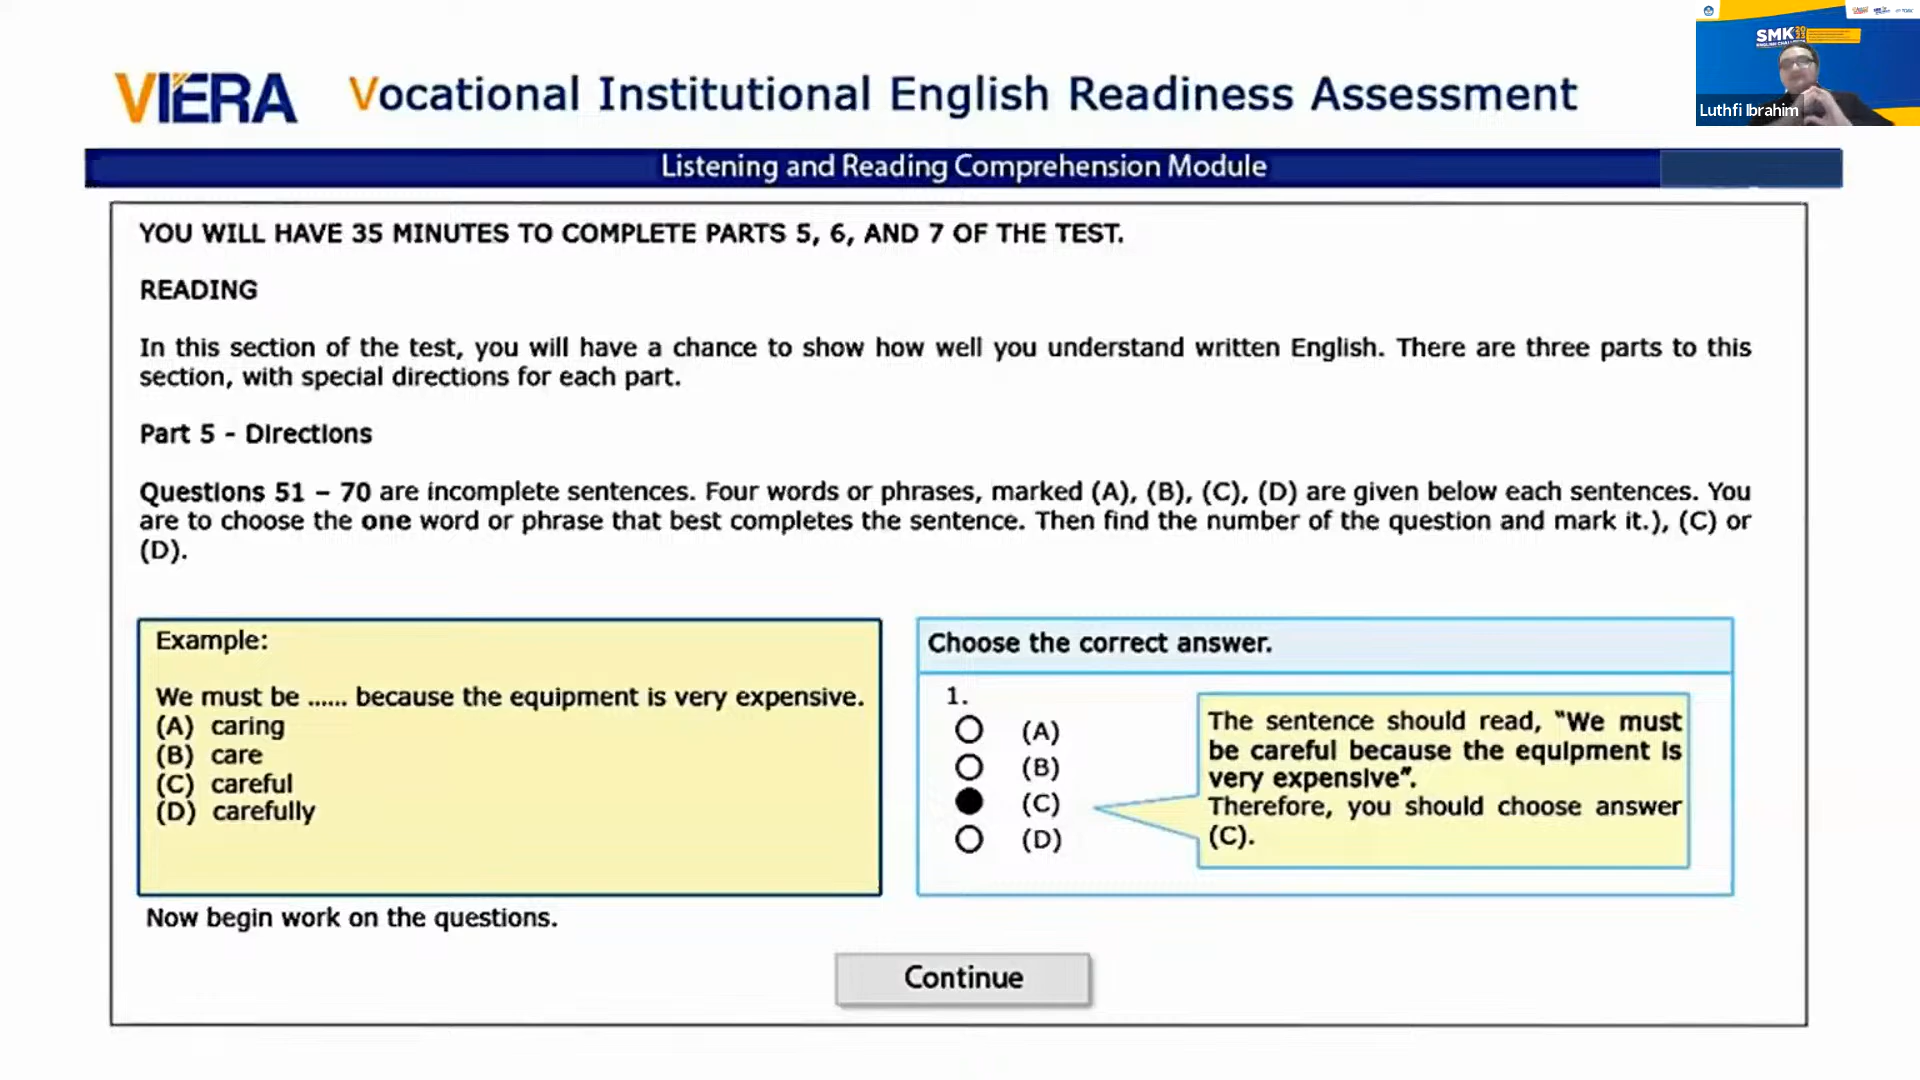 VIERA Vocational Institutional English Readiness Assessment
SMK
Luthfi Ibrahim
Listening and Reading Comprehension Module
YOU WILL HAVE 35 MINUTES TO COMPLETE PARTS 5, 6, AND 7 OF THE TEST.
READING
In this section of the test, you will have a chance to show how well you understand written English. There are three parts to this
section, with special directions for each part.
Part 5 - Directions
Questions 51 – 70 are incomplete sentences. Four words or phrases, marked (A), (B), (C), (D) are given below each sentences. You
are to choose the one word or phrase that best completes the sentence. Then find the number of the question and mark it.), (C) or
(D).
Example:
We must be ...... because the equipment is very expensive.
(A) caring
(B) care
(C) careful
(D) carefully
Choose the correct answer.
1.
(A)
(B)
(C)
(D)
The sentence should read, "We must
be careful because the equipment is
very expensive".
Therefore, you should choose answer
(C).
Now begin work on the questions.
Continue